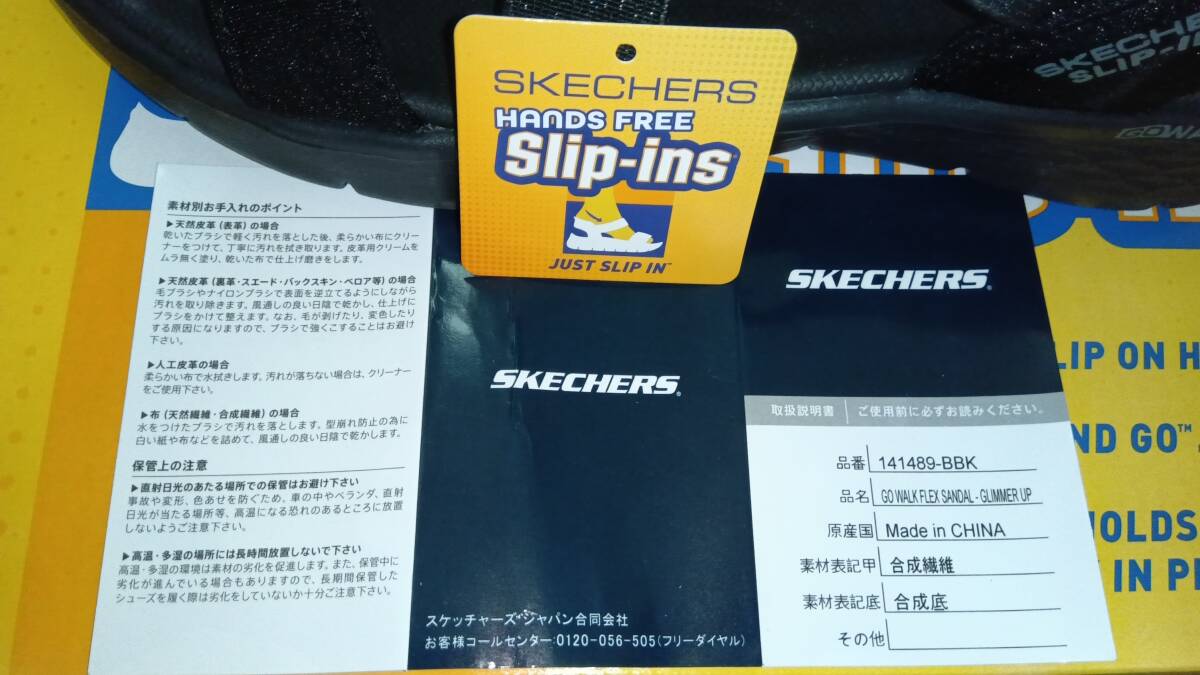 SKECHERS
HANDS FREE
Slip-ins
JUST SLIP IN™
SKECHE
SLIP-I
GOW
素材別お手入れのポイント
▶天然皮革(表革)の場合
乾いたブラシで軽く汚れを落とした後、柔らかい布にクリー
ナーをつけて、丁寧に汚れを拭き取ります。皮革用クリームを
ムラ無く塗り、乾いた布で仕上げ磨きをします。
▶天然皮革(裏革・スエード・バックスキン・ベロア等)の場合
毛ブラシやナイロンブラシで表面を逆立てるようにしながら
汚れを取り除きます。風通しの良い日陰で乾かし、仕上げに
ブラシをかけて整えます。なお、毛が剥げたり、変色したり
する原因になりますので、ブラシで強くこすることはお避け
下さい。
▶人工皮革の場合
柔らかい布で水拭きします。汚れが落ちない場合は、クリーナー
をご使用下さい。
▶布(天然繊維・合成繊維)の場合
水をつけたブラシで汚れを落とします。型崩れ防止の為に
白い紙や布などを詰めて、風通しの良い日陰で乾かします。
保管上の注意
▶直射日光のあたる場所での保管はお避け下さい
事故や変形、色あせを防ぐため、車の中やベランダ、直射
日光が当たる場所等、高温になる恐れのあるところに放置
しないようご注意下さい。
▶高温・多湿の場所には長時間放置しないで下さい
高温・多湿の環境は素材の劣化を促進します。また、保管中に
劣化が進んでいる場合もありますので、長期間保管した
シューズを履く際は劣化をしていないか十分ご注意下さい。
SKECHERS®
スケッチャーズ・ジャパン合同会社
お客様コールセンター:0120-056-505(フリーダイヤル)
SKECHERS®
取扱説明書 ご使用前に必ずお読みください。
品番 141489-BBK
品名 GO WALK FLEX SANDAL - GLIMMER UP
原産国 Made in CHINA
素材表記甲 合成繊維
素材表記底 合成底
その他
LIP ON H
ND GO™
OLDS
IN P